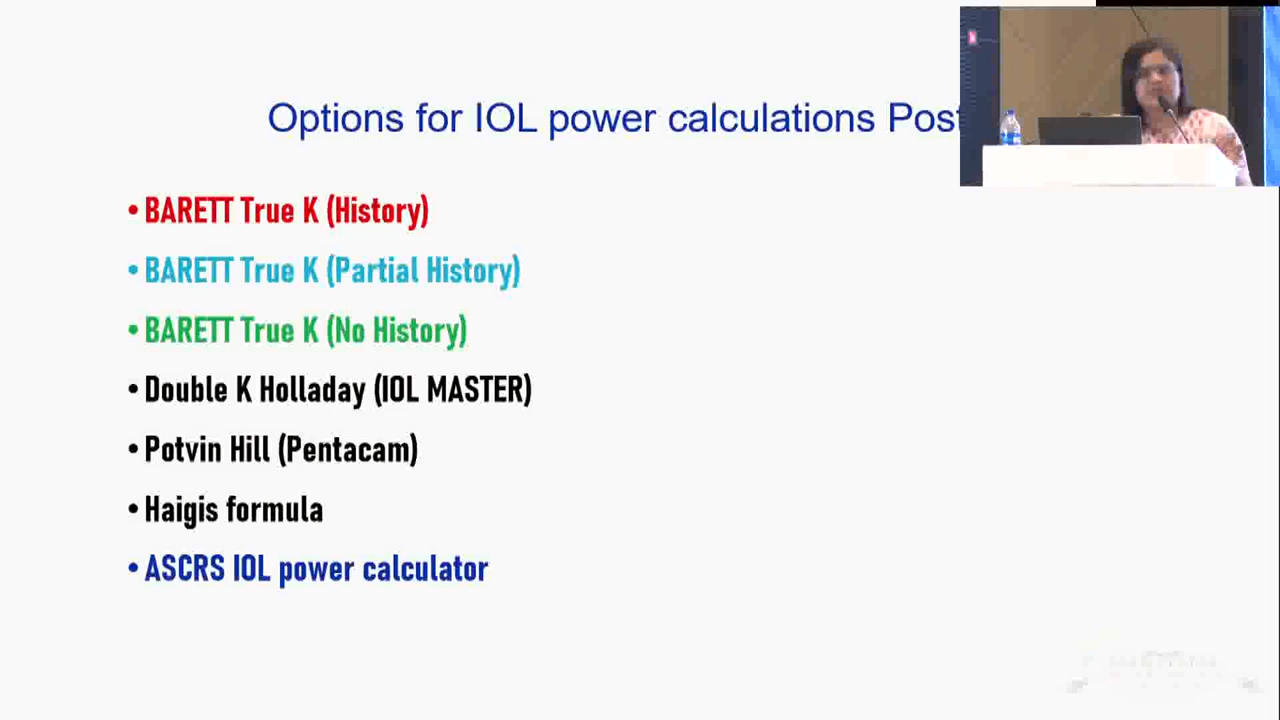 Options for IOL power calculations Post
• BARETT True K (History)
• BARETT True K (Partial History)
• BARETT True K (No History)
• Double K Holladay (IOL MASTER)
• Potvin Hill (Pentacam)
• Haigis formula
• ASCRS IOL power calculator